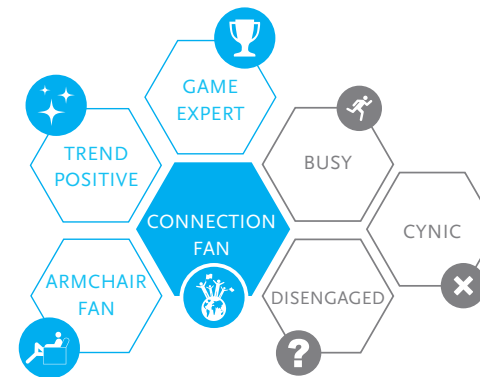 GAME
EXPERT
TREND
POSITIVE
BUSY
CONNECTION
FAN
CYNIC
ARMCHAIR
FAN
DISENGAGED
?